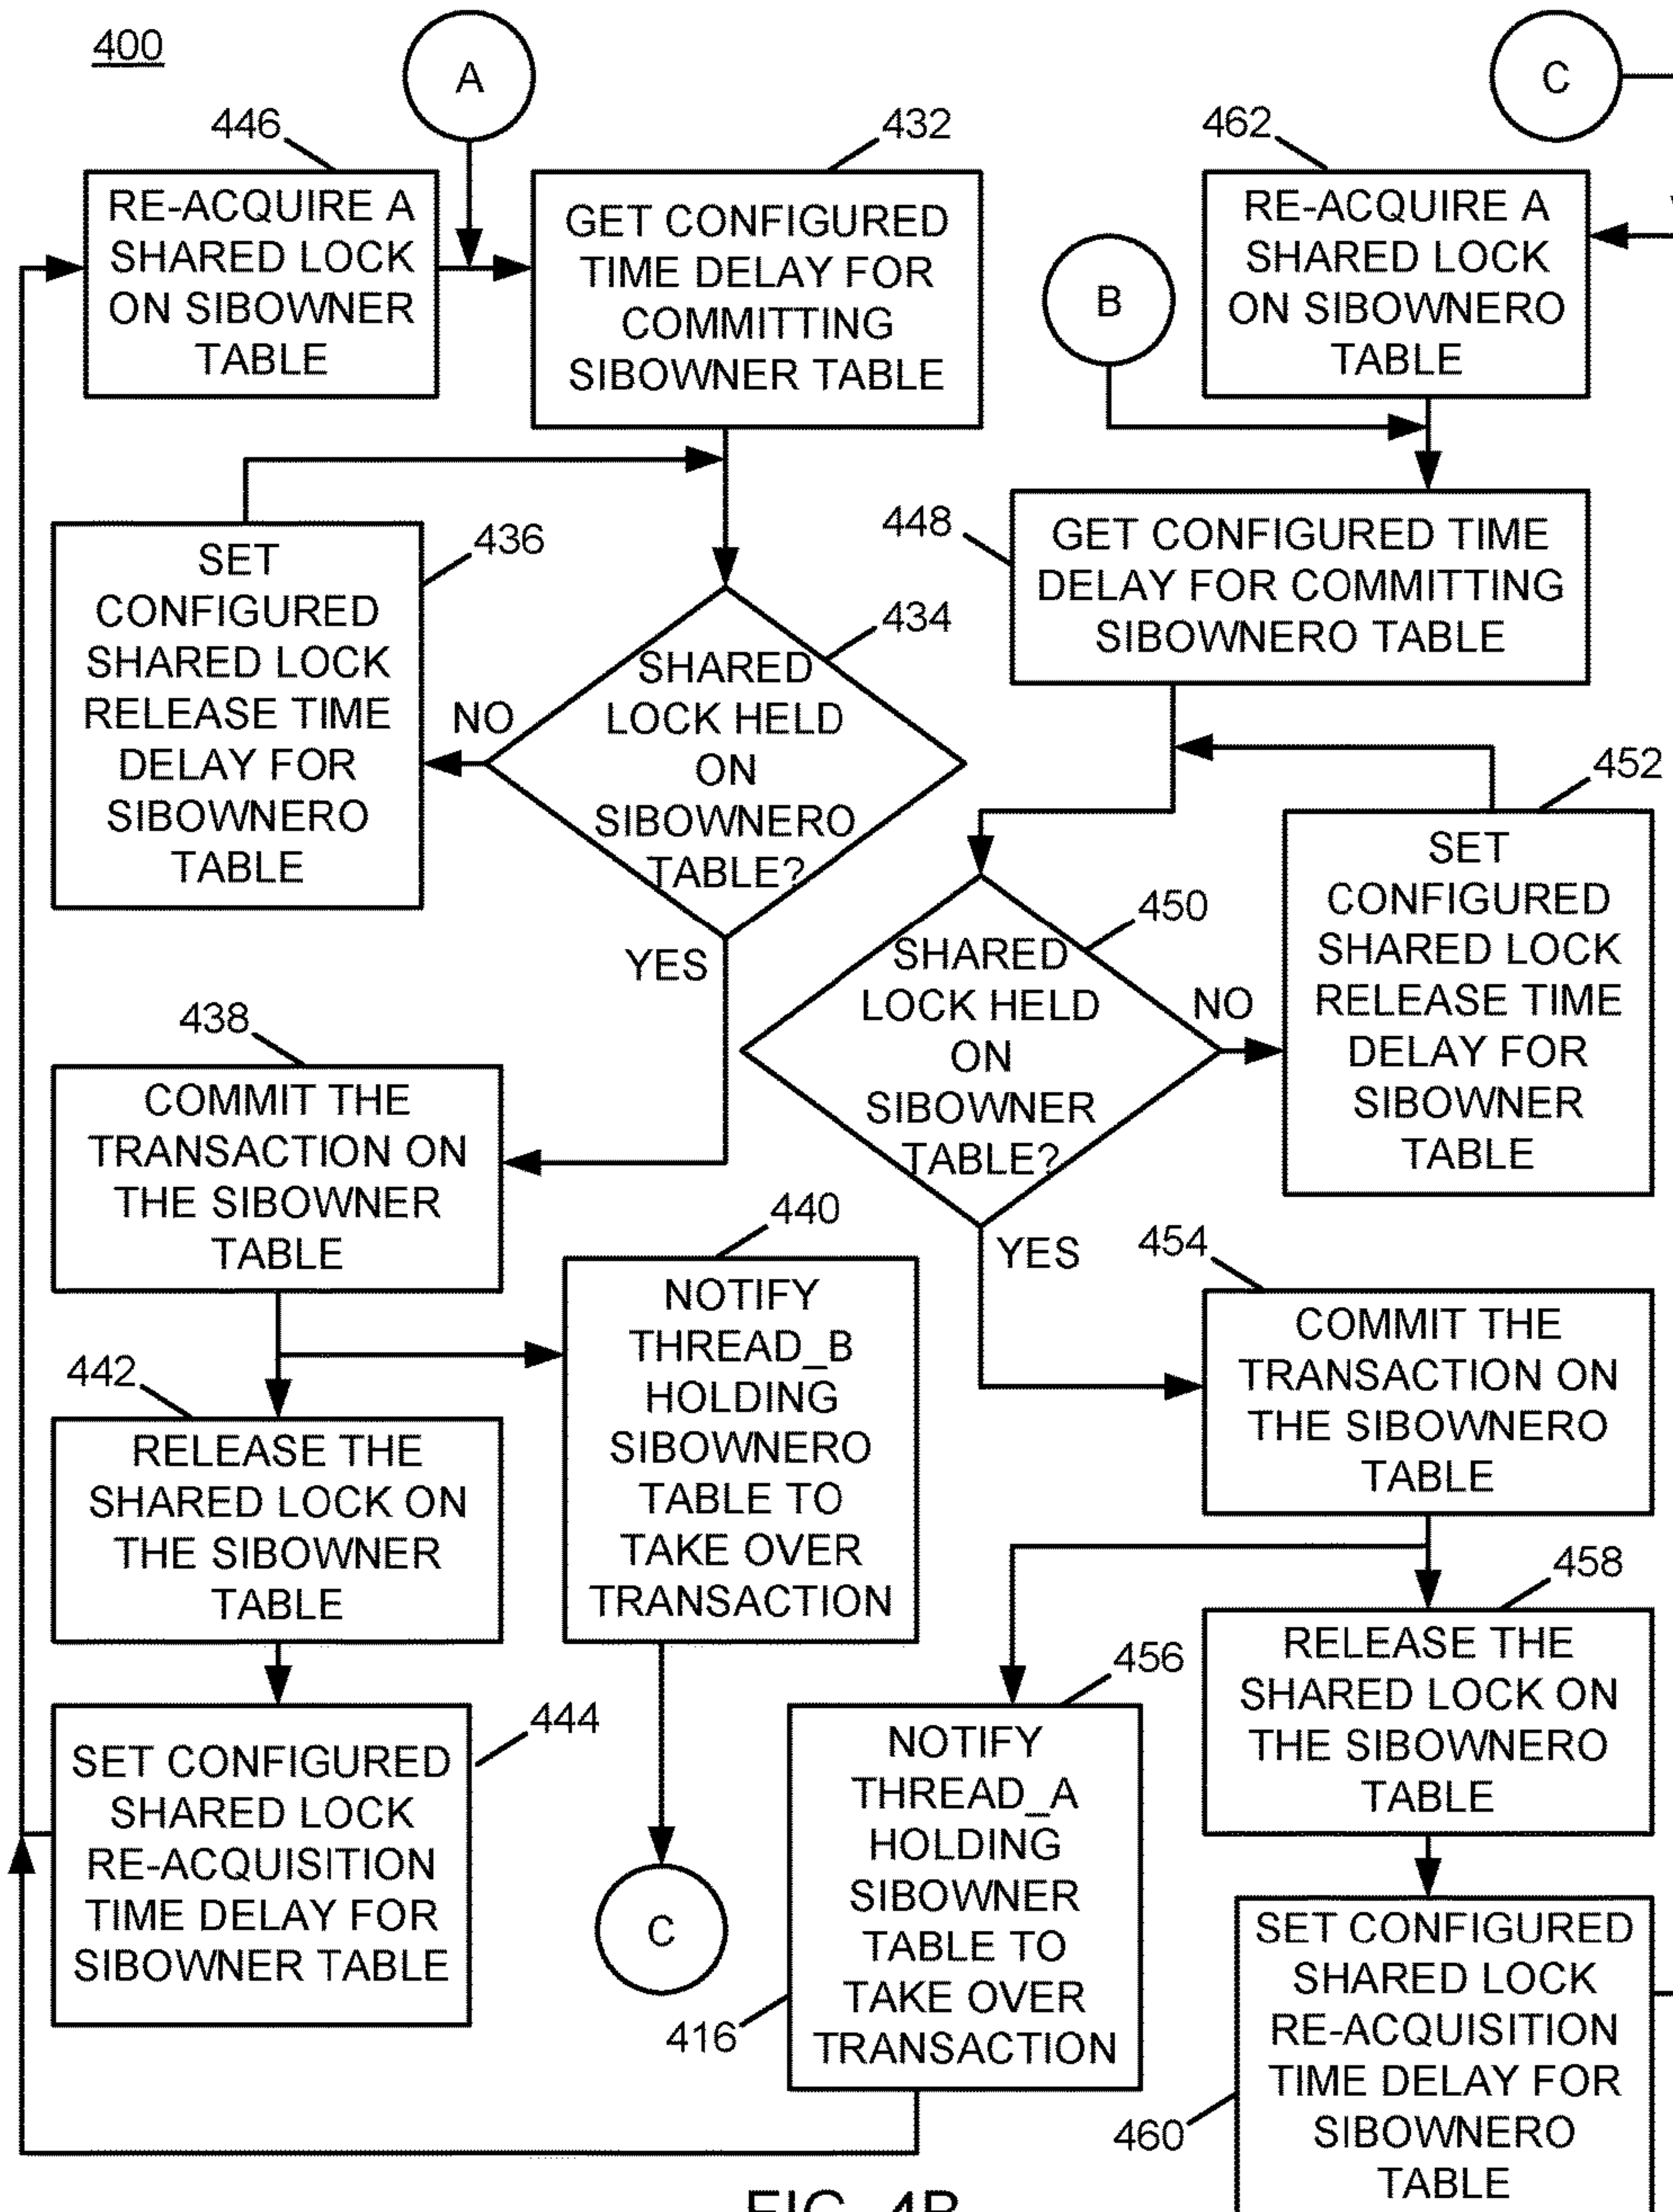 400
A
C
446
RE-ACQUIRE A
SHARED LOCK
ON SIBOWNER
TABLE
432
GET CONFIGURED
TIME DELAY FOR
COMMITTING
SIBOWNER TABLE
462
RE-ACQUIRE A
SHARED LOCK
ON SIBOWNERO
TABLE
B
436
SET
CONFIGURED
SHARED LOCK
RELEASE TIME
DELAY FOR
SIBOWNERO
TABLE
NO
434
SHARED
LOCK HELD
ON
SIBOWNERO
TABLE?
YES
448
GET CONFIGURED TIME
DELAY FOR COMMITTING
SIBOWNERO TABLE
450
SHARED
LOCK HELD
ON
SIBOWNER
TABLE?
NO
YES
452
SET
CONFIGURED
SHARED LOCK
RELEASE TIME
DELAY FOR
SIBOWNER
TABLE
438
COMMIT THE
TRANSACTION ON
THE SIBOWNER
TABLE
440
NOTIFY
THREAD_B
HOLDING
SIBOWNERO
TABLE TO
TAKE OVER
TRANSACTION
454
COMMIT THE
TRANSACTION ON
THE SIBOWNERO
TABLE
442
RELEASE THE
SHARED LOCK ON
THE SIBOWNER
TABLE
458
RELEASE THE
SHARED LOCK ON
THE SIBOWNERO
TABLE
444
SET CONFIGURED
SHARED LOCK
RE-ACQUISITION
TIME DELAY FOR
SIBOWNER TABLE
C
456
NOTIFY
THREAD_A
HOLDING
SIBOWNER
TABLE TO
TAKE OVER
TRANSACTION
416
SET CONFIGURED
SHARED LOCK
RE-ACQUISITION
TIME DELAY FOR
SIBOWNERO
TABLE
460
FIG. 4B